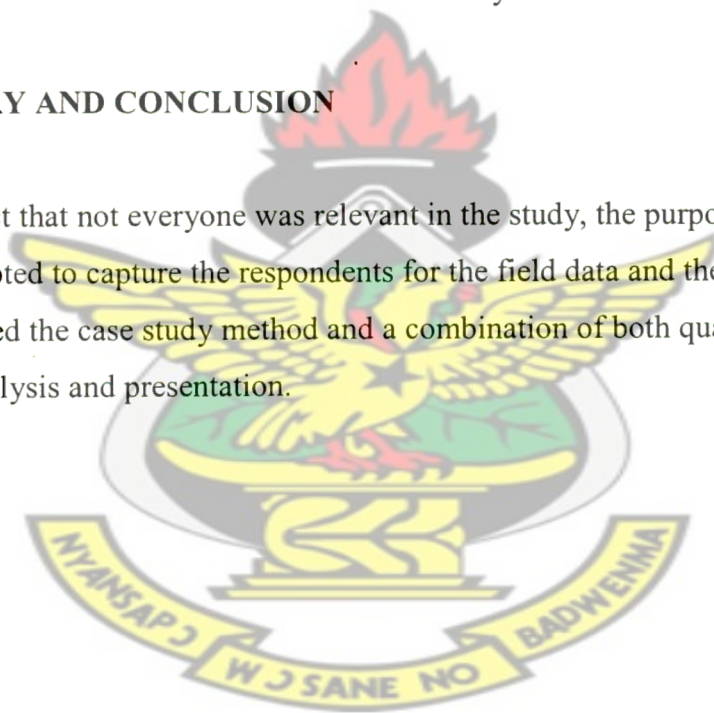 Y AND CONCLUSION
t that not everyone was relevant in the study, the purpo
ted to capture the respondents for the field data and the
ed the case study method and a combination of both qua
lysis and presentation.
NYANSAPƆ WƆSANE NO BADWENMA